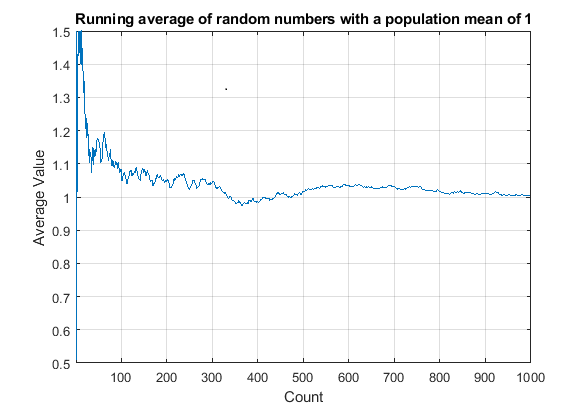 Running average of random numbers with a population mean of 1
1.5
1.4
1.3
1.2
1.1
1
0.9
0.8
0.7
0.6
0.5
Average Value
100 200 300 400 500 600 700 800 900 1000
Count